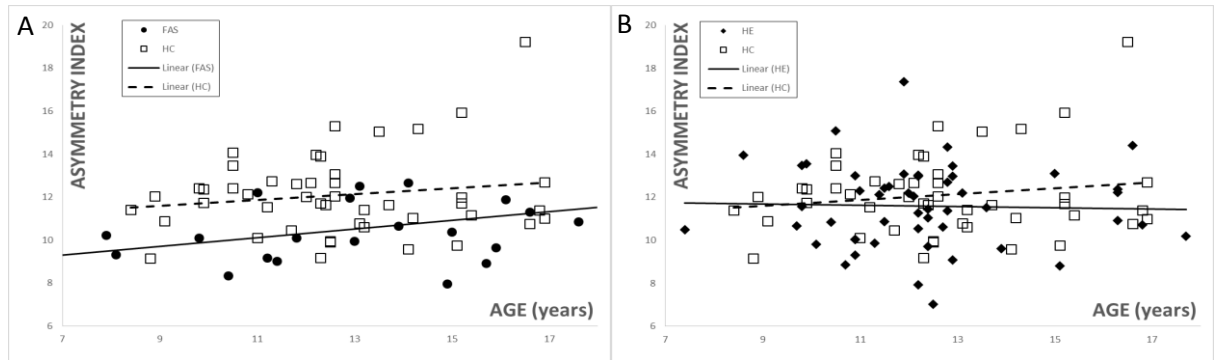 A
ASYMMETRY INDEX
20
18
16
14
12
10
8
6
FAS
HC
Linear (FAS)
Linear (HC)
AGE (years)
7
9
11
13
15
17
B
ASYMMETRY INDEX
20
18
16
14
12
10
8
6
HE
HC
Linear (HE)
Linear (HC)
AGE (years)
7
9
11
13
15
17